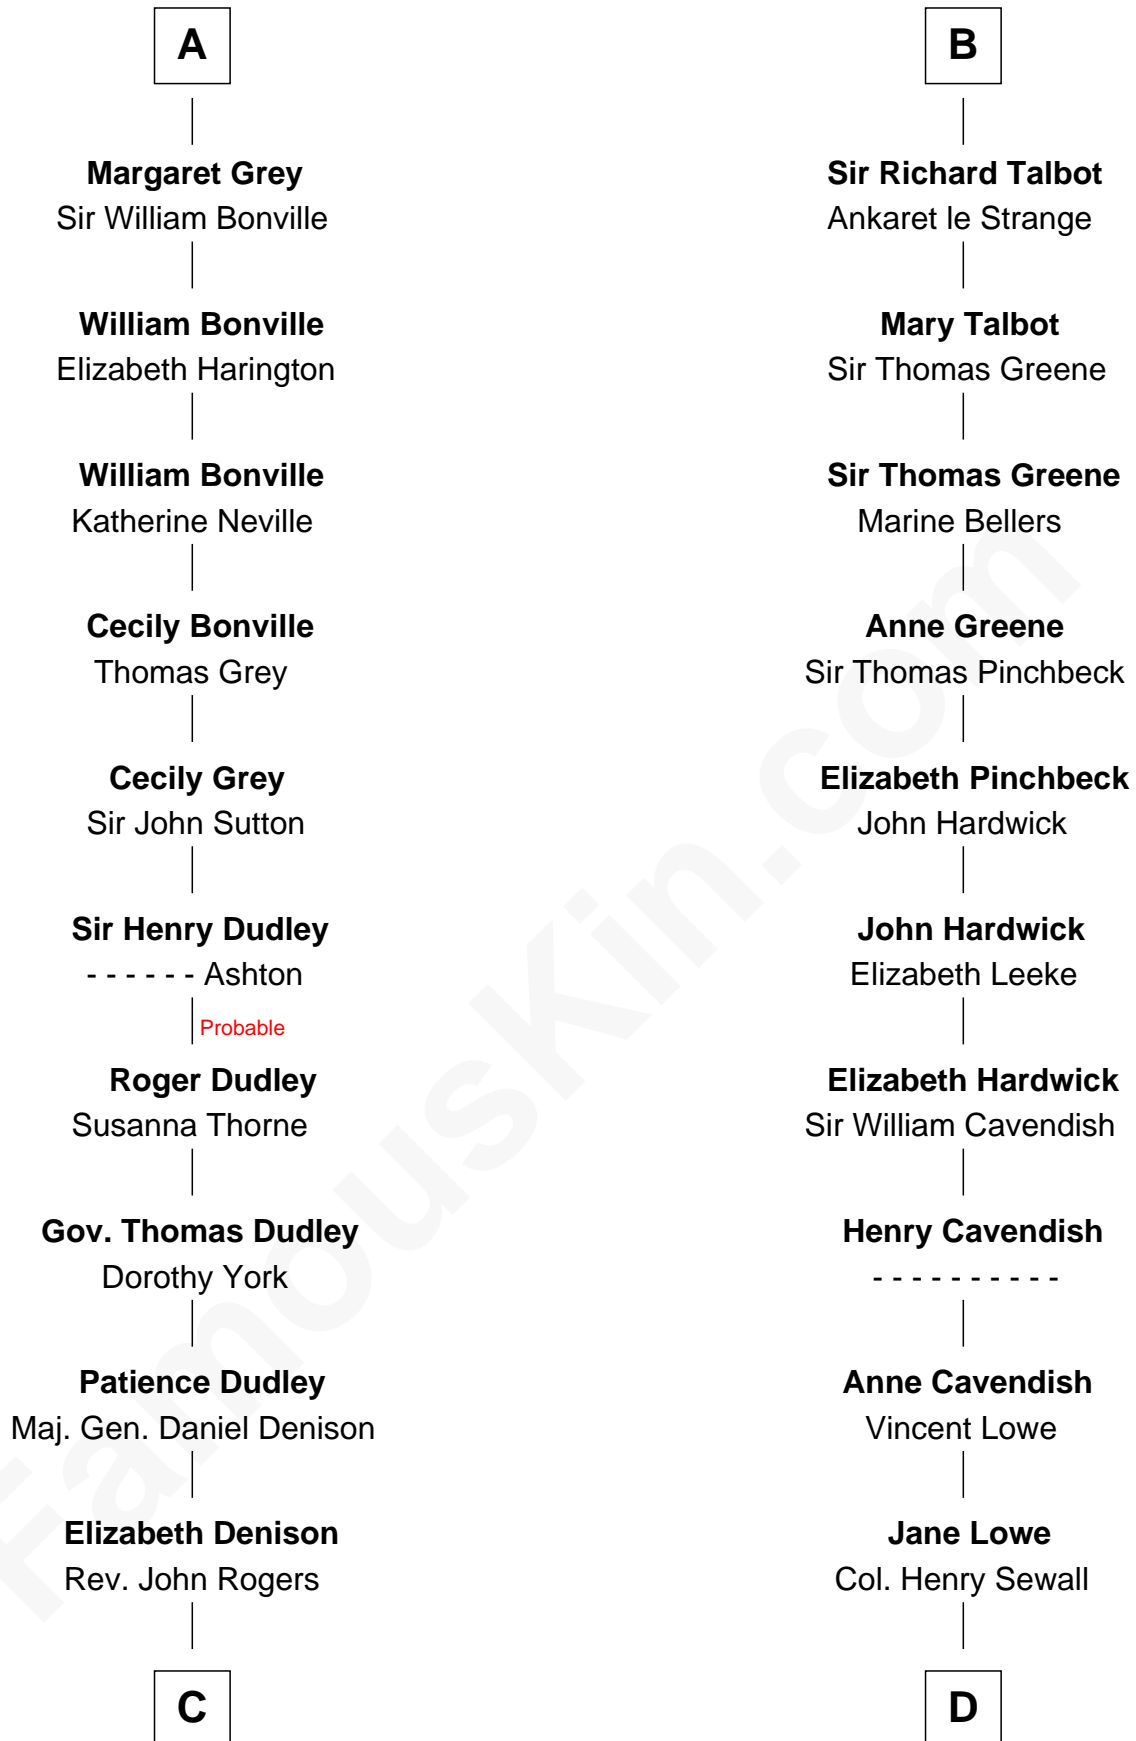 A
Margaret Grey
Sir William Bonville
William Bonville
Elizabeth Harington
William Bonville
Katherine Neville
Cecily Bonville
Thomas Grey
Cecily Grey
Sir John Sutton
Sir Henry Dudley
- - - - - - Ashton
Probable
Roger Dudley
Susanna Thorne
Gov. Thomas Dudley
Dorothy York
Patience Dudley
Maj. Gen. Daniel Denison
Elizabeth Denison
Rev. John Rogers
C
B
Sir Richard Talbot
Ankaret le Strange
Mary Talbot
Sir Thomas Greene
Sir Thomas Greene
Marine Bellers
Anne Greene
Sir Thomas Pinchbeck
Elizabeth Pinchbeck
John Hardwick
John Hardwick
Elizabeth Leeke
Elizabeth Hardwick
Sir William Cavendish
Henry Cavendish
- - - - - - - - - -
Anne Cavendish
Vincent Lowe
Jane Lowe
Col. Henry Sewall
D
FamousKin.com